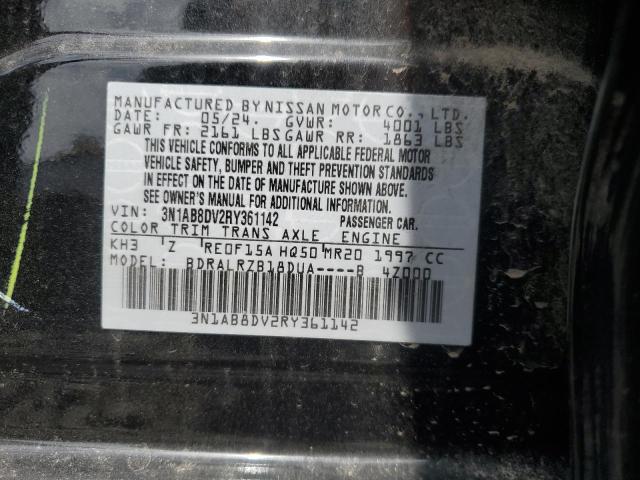 MANUFACTURED BY NISSAN MOTOR CO., LTD.
DATE: 05/24. GVWR: 4001 LBS
GAWR FR: 2161 LBS GAWR RR: 1863 LBS
THIS VEHICLE CONFORMS TO ALL APPLICABLE FEDERAL MOTOR
VEHICLE SAFETY, BUMPER AND THEFT PREVENTION STANDARDS
IN EFFECT ON THE DATE OF MANUFACTURE SHOWN ABOVE.
SEE OWNER'S MANUAL FOR ADDITIONAL INFORMATION
VIN: 3N1AB8DV2RY361142 PASSENGER CAR.
COLOR TRIM TRANS AXLE ENGINE
KH3 Z RE0F15A HQ50 MR20 1997 CC
MODEL: BDRALRZB18DUA----B 4Z000
3N1AB8DV2RY361142